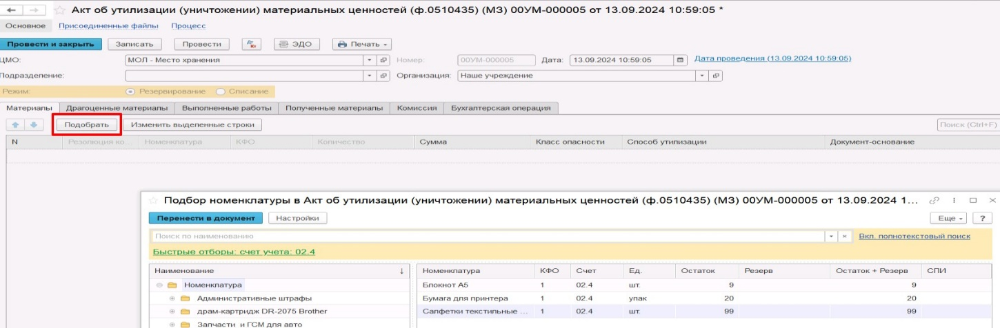 Акт об утилизации (уничтожении) материальных ценностей (ф.0510435) (МЗ) 00УМ-000005 от 13.09.2024 10:59:05 *
Основное Присоединенные файлы Процесс
Провести и закрыть Записать Провести Дт Кт ЭДО Печать
ЦМО: МОЛ - Место хранения Номер: 00УМ-000005 Дата: 13.09.2024 10:59:05 Дата проведения (13.09.2024 10:59:05)
Подразделение: Организация: Наше учреждение
Режим: Резервирование Списание
Материалы Драгоценные материалы Выполненные работы Полученные материалы Комиссия Бухгалтерская операция
Подобрать Изменить выделенные строки Поиск (Ctrl+F)
N Резолюция ко... Номенклатура КФО Количество Сумма Класс опасности Способ утилизации Документ-основание
Подбор номенклатуры в Акт об утилизации (уничтожении) материальных ценностей (ф.0510435) (МЗ) 00УМ-000005 от 13.09.2024 1...
Перенести в документ Настройки Еще ?
Поиск по наименованию Вкл. полнотекстовый поиск
Быстрые отборы: счет учета: 02.4
Наименование Номенклатура КФО Счет Ед. Остаток Резерв Остаток + Резерв СПИ
Номенклатура Блокнот А5 1 02.4 шт. 9 9
Административные штрафы Бумага для принтера 1 02.4 упак 20 20
драм-картридж DR-2075 Brother Салфетки текстильные ... 1 02.4 шт. 99 99
Запчасти и ГСМ для авто